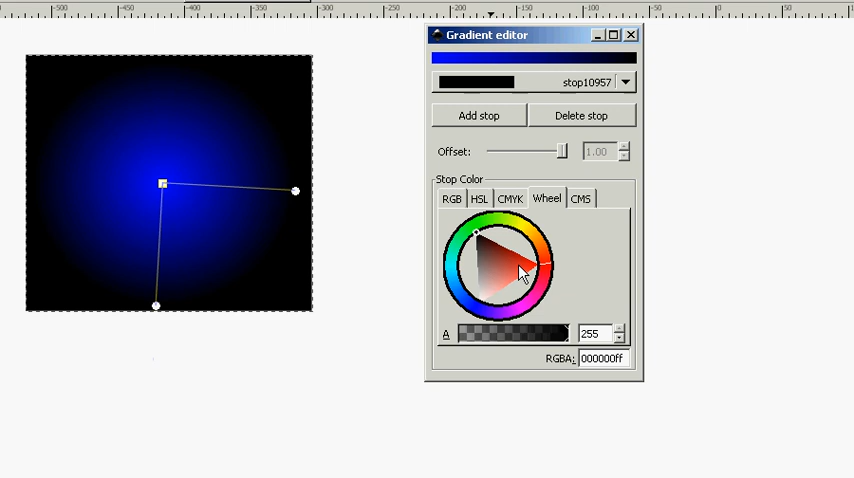 -500 -450 -400 -350 -300 -250 -200 -150 -100 -50 0 50
Gradient editor
stop10957
Add stop Delete stop
Offset: 1.00
Stop Color
RGB HSL CMYK Wheel CMS
A 255
RGBA: 000000ff